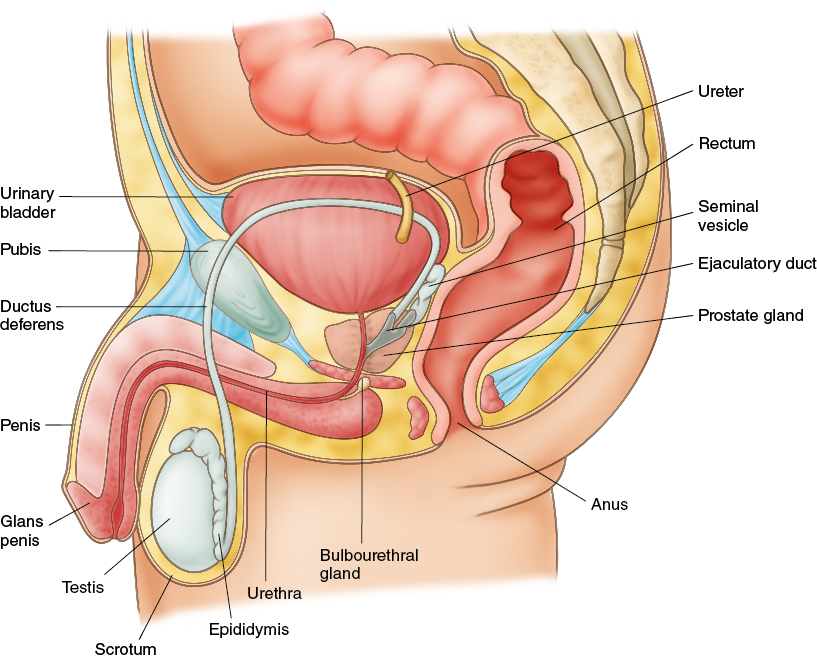 Ureter
Rectum
Urinary
bladder
Seminal
vesicle
Pubis
Ejaculatory duct
Ductus
deferens
Prostate gland
Penis
Anus
Glans
penis
Bulbourethral
gland
Testis
Urethra
Epididymis
Scrotum